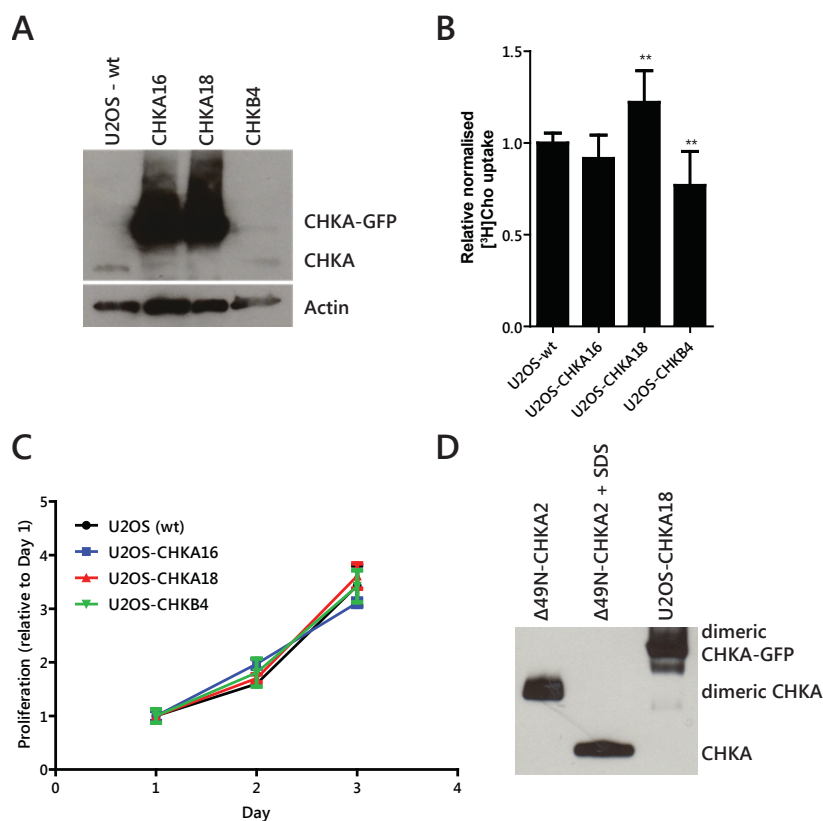 A
U2OS - wt
CHKA16
CHKA18
CHKB4
CHKA-GFP
CHKA
Actin
B
Relative normalised
[³H]Cho uptake
1.5
1.0
0.5
0.0
**
**
U2OS-wt
U2OS-CHKA16
U2OS-CHKA18
U2OS-CHKB4
C
Proliferation (relative to Day 1)
5
4
3
2
1
0
U2OS (wt)
U2OS-CHKA16
U2OS-CHKA18
U2OS-CHKB4
0 1 2 3 4
Day
D
Δ49N-CHKA2
Δ49N-CHKA2 + SDS
U2OS-CHKA18
dimeric
CHKA-GFP
dimeric CHKA
CHKA